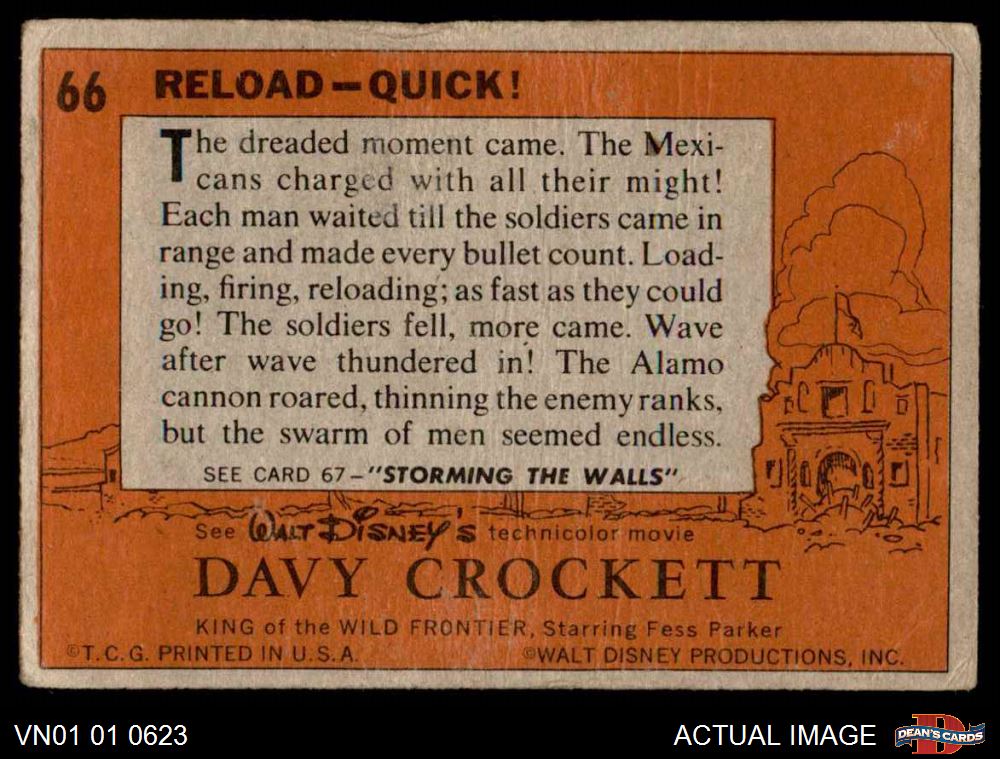 66 RELOAD–QUICK!
The dreaded moment came. The Mexi-
cans charged with all their might!
Each man waited till the soldiers came in
range and made every bullet count. Load-
ing, firing, reloading; as fast as they could
go! The soldiers fell, more came. Wave
after wave thundered in! The Alamo
cannon roared, thinning the enemy ranks,
but the swarm of men seemed endless.
SEE CARD 67–"STORMING THE WALLS"
See WALT DISNEY'S technicolor movie
DAVY CROCKETT
KING of the WILD FRONTIER, Starring Fess Parker
©T.C.G. PRINTED IN U.S.A. ©WALT DISNEY PRODUCTIONS, INC.
VN01 01 0623 ACTUAL IMAGE D DEAN'S CARDS